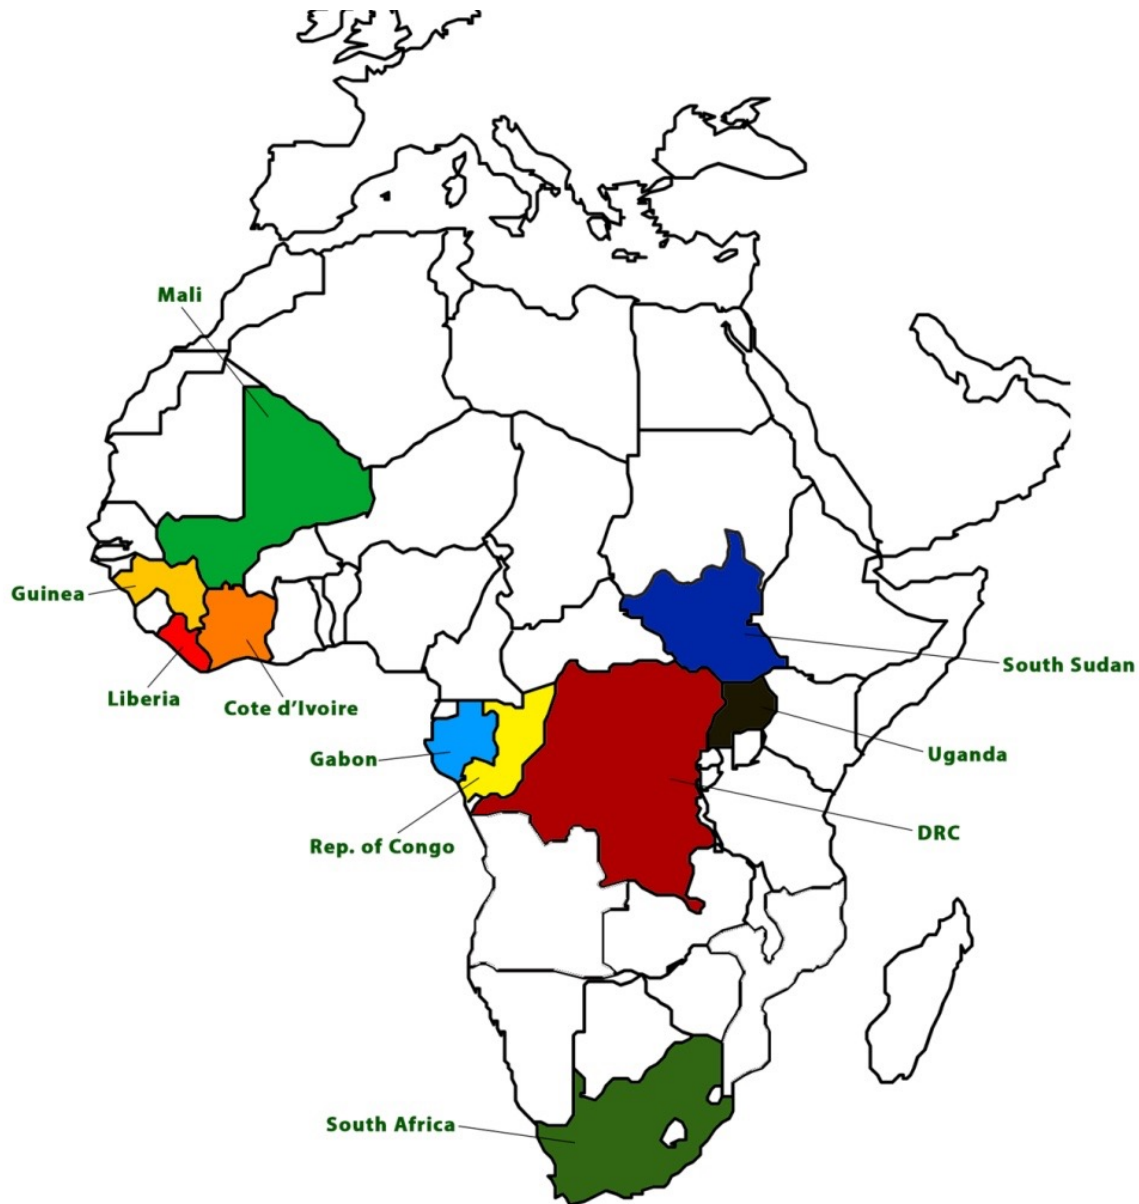 Mali
Guinea
South Sudan
Liberia
Cote d’Ivoire
Gabon
Uganda
DRC
Rep. of Congo
South Africa